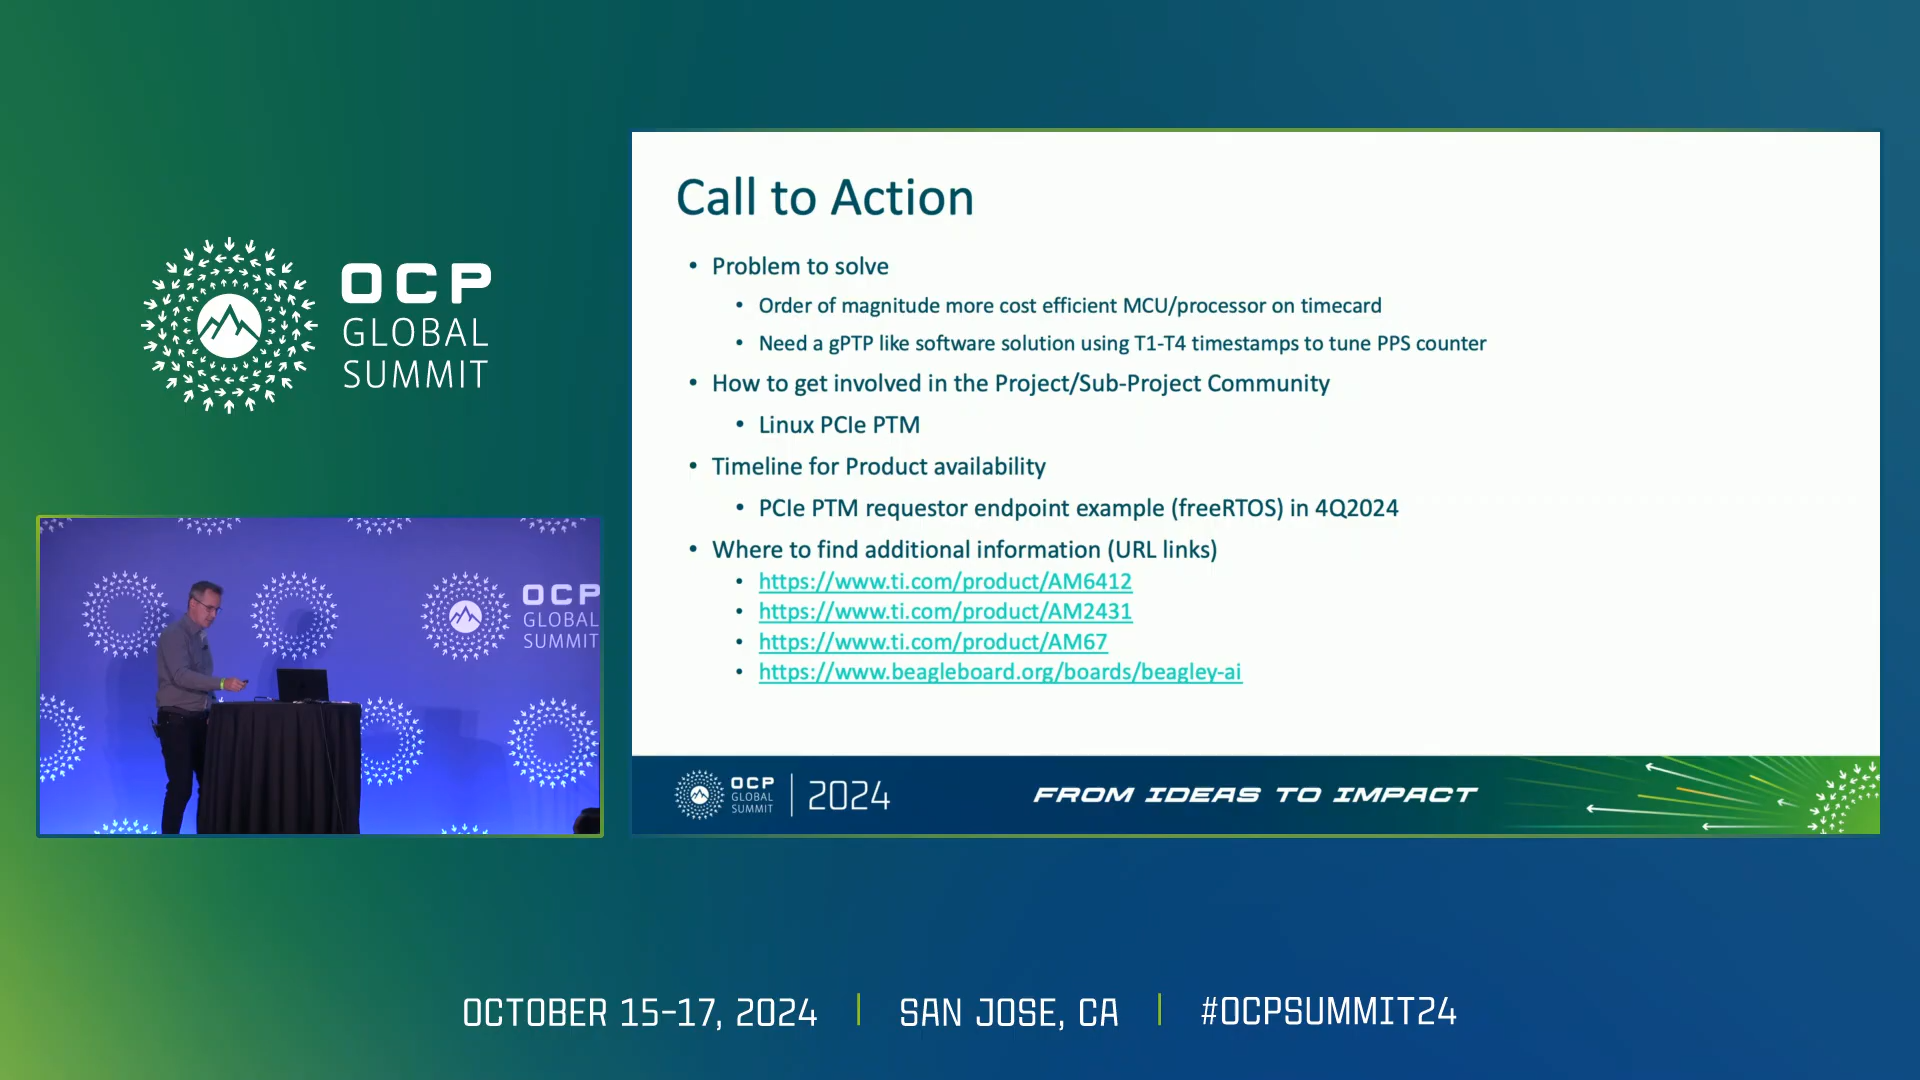 OCP
GLOBAL
SUMMIT
OCP
GLOBAL
SUMMIT
Call to Action
• Problem to solve
• Order of magnitude more cost efficient MCU/processor on timecard
• Need a gPTP like software solution using T1-T4 timestamps to tune PPS counter
• How to get involved in the Project/Sub-Project Community
• Linux PCIe PTM
• Timeline for Product availability
• PCIe PTM requestor endpoint example (freeRTOS) in 4Q2024
• Where to find additional information (URL links)
• https://www.ti.com/product/AM6412
• https://www.ti.com/product/AM2431
• https://www.ti.com/product/AM67
• https://www.beagleboard.org/boards/beagley-ai
OCP
GLOBAL
SUMMIT
2024
FROM IDEAS TO IMPACT
OCTOBER 15-17, 2024 | SAN JOSE, CA | #OCPSUMMIT24